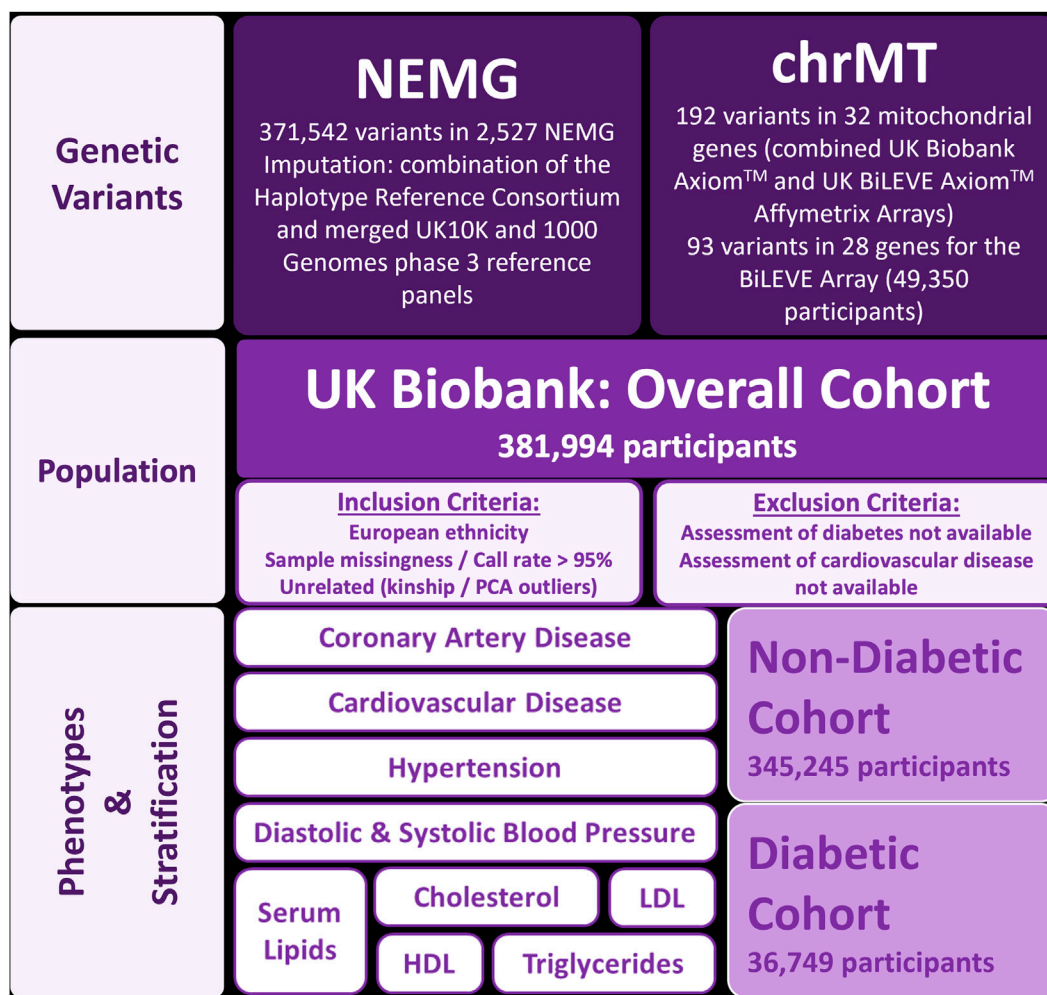 Genetic
Variants
NEMG
371,542 variants in 2,527 NEMG
Imputation: combination of the
Haplotype Reference Consortium
and merged UK10K and 1000
Genomes phase 3 reference
panels
chrMT
192 variants in 32 mitochondrial
genes (combined UK Biobank
Axiom™ and UK BiLEVE Axiom™
Affymetrix Arrays)
93 variants in 28 genes for the
BiLEVE Array (49,350
participants)
Population
UK Biobank: Overall Cohort
381,994 participants
Inclusion Criteria:
European ethnicity
Sample missingness / Call rate > 95%
Unrelated (kinship / PCA outliers)
Exclusion Criteria:
Assessment of diabetes not available
Assessment of cardiovascular disease
not available
Phenotypes
&
Stratification
Coronary Artery Disease
Cardiovascular Disease
Hypertension
Diastolic & Systolic Blood Pressure
Serum
Lipids
Cholesterol
LDL
HDL
Triglycerides
Non-Diabetic
Cohort
345,245 participants
Diabetic
Cohort
36,749 participants